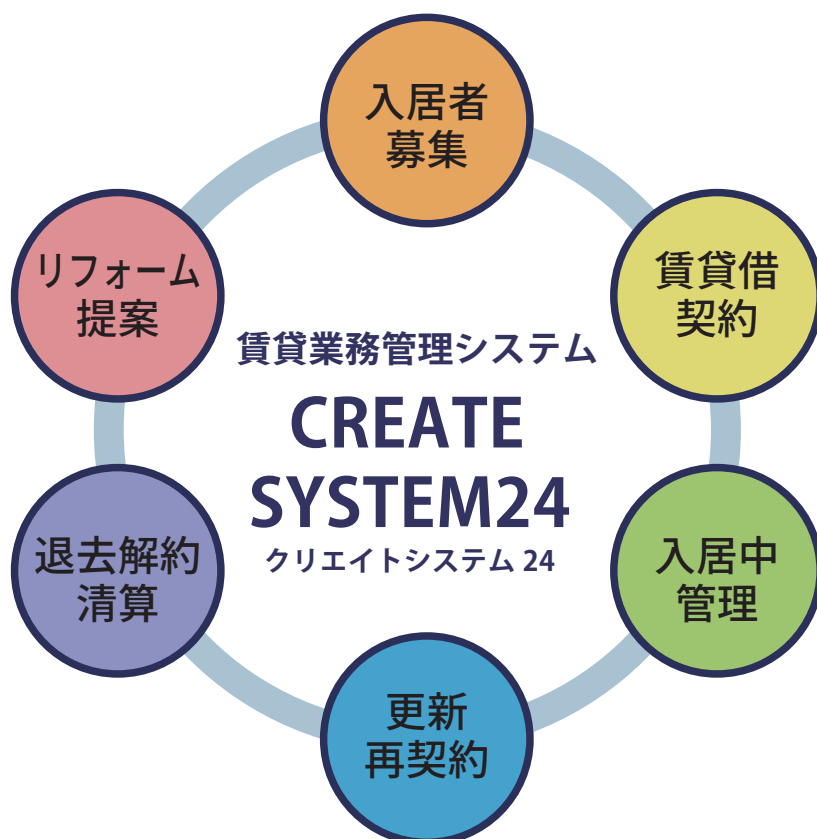 入居者
募集
リフォーム
提案
賃貸借
契約
賃貸業務管理システム
CREATE
SYSTEM24
クリエイトシステム 24
退去解約
清算
入居中
管理
更新
再契約